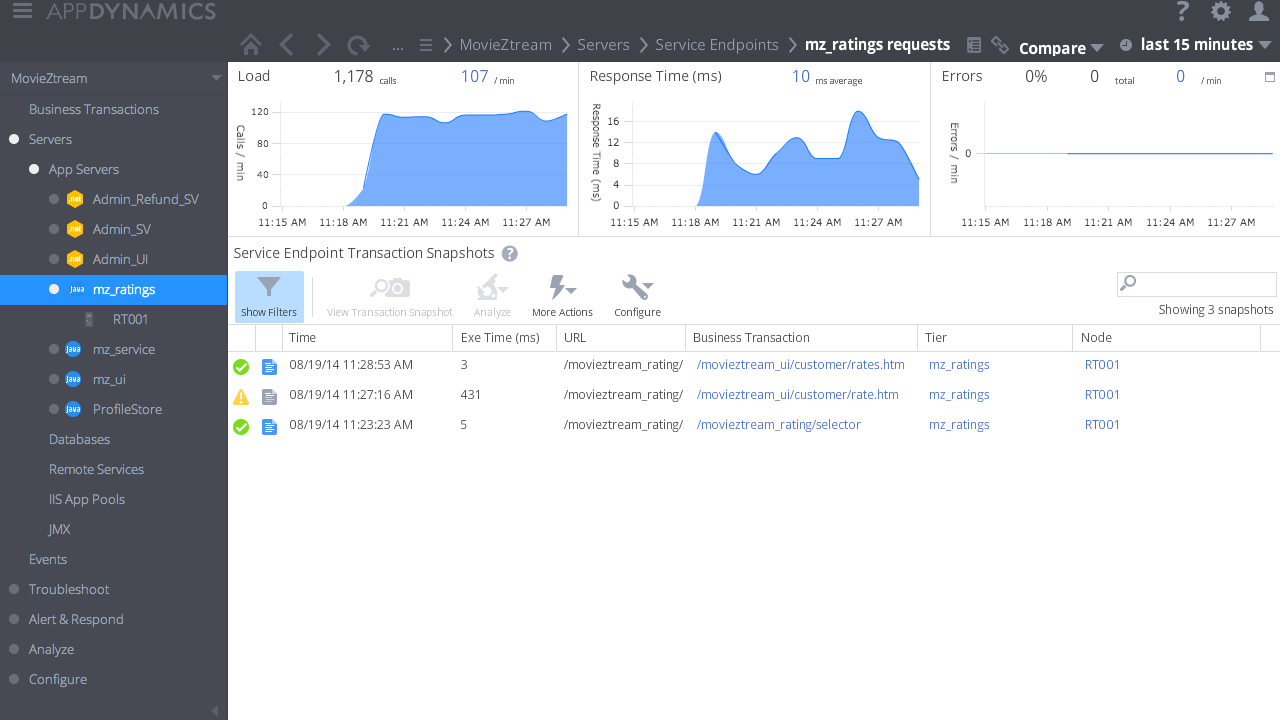 APPDYNAMICS
?
... MovieZtream Servers Service Endpoints mz_ratings requests Compare last 15 minutes
MovieZtream
Business Transactions
Servers
App Servers
.net Admin_Refund_SV
.net Admin_SV
.net Admin_UI
Java mz_ratings
RT001
Java mz_service
Java mz_ui
Java ProfileStore
Databases
Remote Services
IIS App Pools
JMX
Events
Troubleshoot
Alert & Respond
Analyze
Configure
Load 1,178 calls 107 / min
Calls / min
120
80
40
0
11:15 AM 11:18 AM 11:21 AM 11:24 AM 11:27 AM
Response Time (ms) 10 ms average
Response Time (ms)
16
12
8
4
0
11:15 AM 11:18 AM 11:21 AM 11:24 AM 11:27 AM
Errors 0% 0 total 0 / min
Errors / min
0
11:15 AM 11:18 AM 11:21 AM 11:24 AM 11:27 AM
Service Endpoint Transaction Snapshots ?
Show Filters View Transaction Snapshot Analyze More Actions Configure
Showing 3 snapshots
Time Exe Time (ms) URL Business Transaction Tier Node
08/19/14 11:28:53 AM 3 /movieztream_rating/ /movieztream_ui/customer/rates.htm mz_ratings RT001
08/19/14 11:27:16 AM 431 /movieztream_rating/ /movieztream_ui/customer/rate.htm mz_ratings RT001
08/19/14 11:23:23 AM 5 /movieztream_rating/ /movieztream_rating/selector mz_ratings RT001